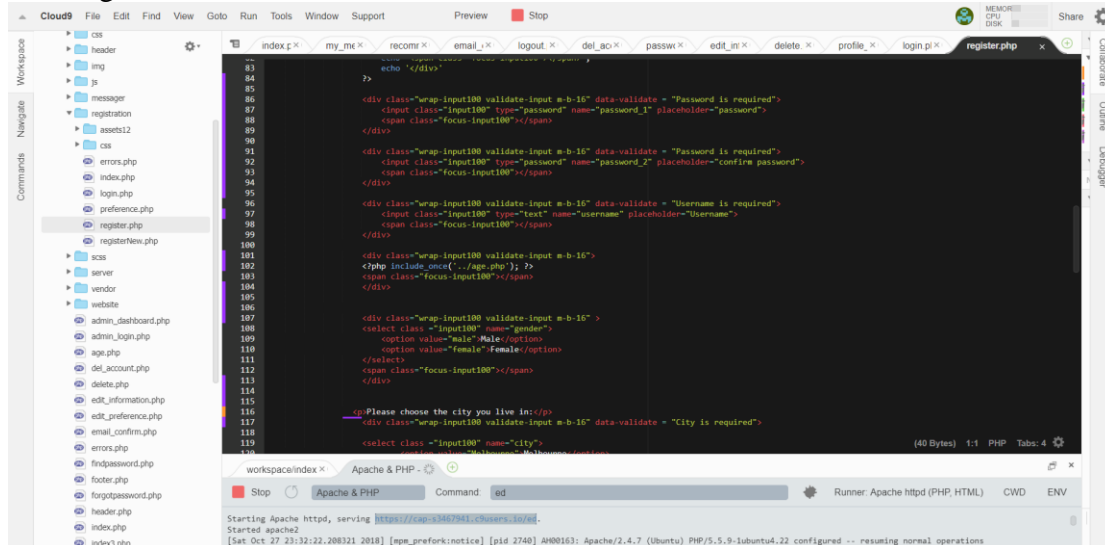 Cloud9 File Edit Find View Goto Run Tools Window Support Preview Stop
MEMOR
CPU
DISK
Share
Workspace
Navigate
Commands
css
header
img
js
messager
registration
assets12
css
errors.php
index.php
login.php
preference.php
register.php
registerNew.php
scss
server
vendor
website
admin_dashboard.php
admin_login.php
age.php
del_account.php
delete.php
edit_information.php
edit_preference.php
email_confirm.php
errors.php
findpassword.php
footer.php
forgotpassword.php
header.php
index.php
index3.php
index.p my_me recomr email_ logout. del_ac passwo edit_inf delete. profile_ login.p register.php
83 echo '</div>'
84 ?>
85
86 <div class="wrap-input100 validate-input m-b-16" data-validate = "Password is required">
87 <input class="input100" type="password" name="password_1" placeholder="password">
88 <span class="focus-input100"></span>
89 </div>
90
91 <div class="wrap-input100 validate-input m-b-16" data-validate = "Password is required">
92 <input class="input100" type="password" name="password_2" placeholder="confirm password">
93 <span class="focus-input100"></span>
94 </div>
95
96 <div class="wrap-input100 validate-input m-b-16" data-validate = "Username is required">
97 <input class="input100" type="text" name="username" placeholder="Username">
98 <span class="focus-input100"></span>
99 </div>
100
101 <div class="wrap-input100 validate-input m-b-16">
102 <?php include_once('../age.php'); ?>
103 <span class="focus-input100"></span>
104 </div>
105
106
107 <div class="wrap-input100 validate-input m-b-16" >
108 <select class ="input100" name="gender">
109 <option value="male">Male</option>
110 <option value="female">Female</option>
111 </select>
112 <span class="focus-input100"></span>
113 </div>
114
115
116 <p>Please choose the city you live in:</p>
117 <div class="wrap-input100 validate-input m-b-16" data-validate = "City is required">
118
119 <select class ="input100" name="city">
(40 Bytes) 1:1 PHP Tabs: 4
Collaborate
Outline
Debugger
workspace/index Apache & PHP -
Stop Apache & PHP Command: ed Runner: Apache httpd (PHP, HTML) CWD ENV
Starting Apache httpd, serving https://cap-s3467941.c9users.io/ed.
Started apache2
[Sat Oct 27 23:32:22.208321 2018] [mpm_prefork:notice] [pid 2740] AH00163: Apache/2.4.7 (Ubuntu) PHP/5.5.9-1ubuntu4.22 configured -- resuming normal operations